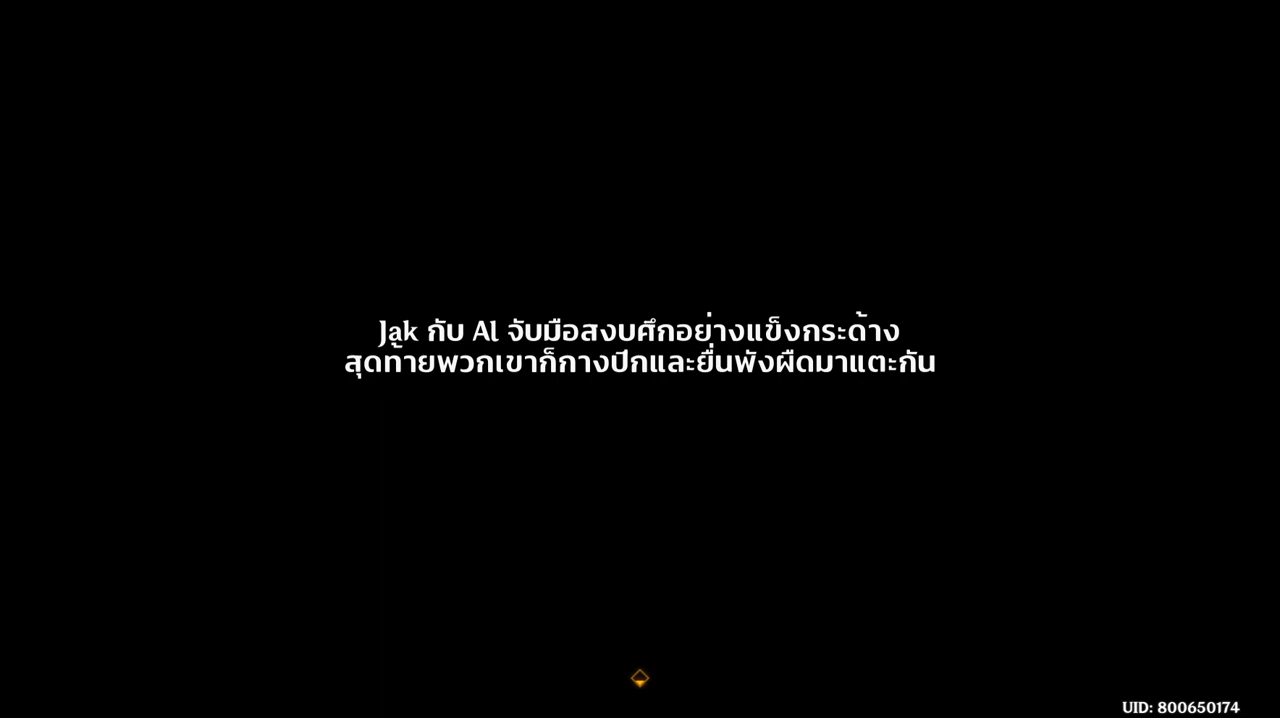 Jak กับ Al จับมือสงบศึกอย่างแข็งกระด้าง
สุดท้ายพวกเขาก็กางปีกและยื่นพังผืดมาแตะกัน
UID: 800650174